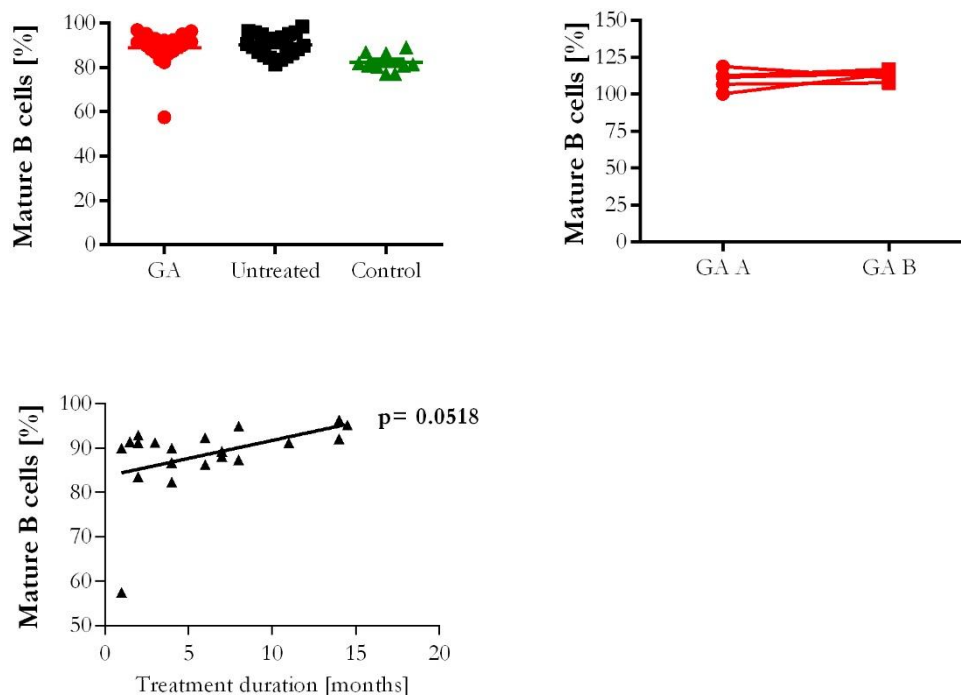 Mature B cells [%]
100
80
60
40
20
0
GA
Untreated
Control
Mature B cells [%]
150
125
100
75
50
25
0
GA A
GA B
Mature B cells [%]
100
90
80
70
60
50
0
5
10
15
20
p= 0.0518
Treatment duration [months]